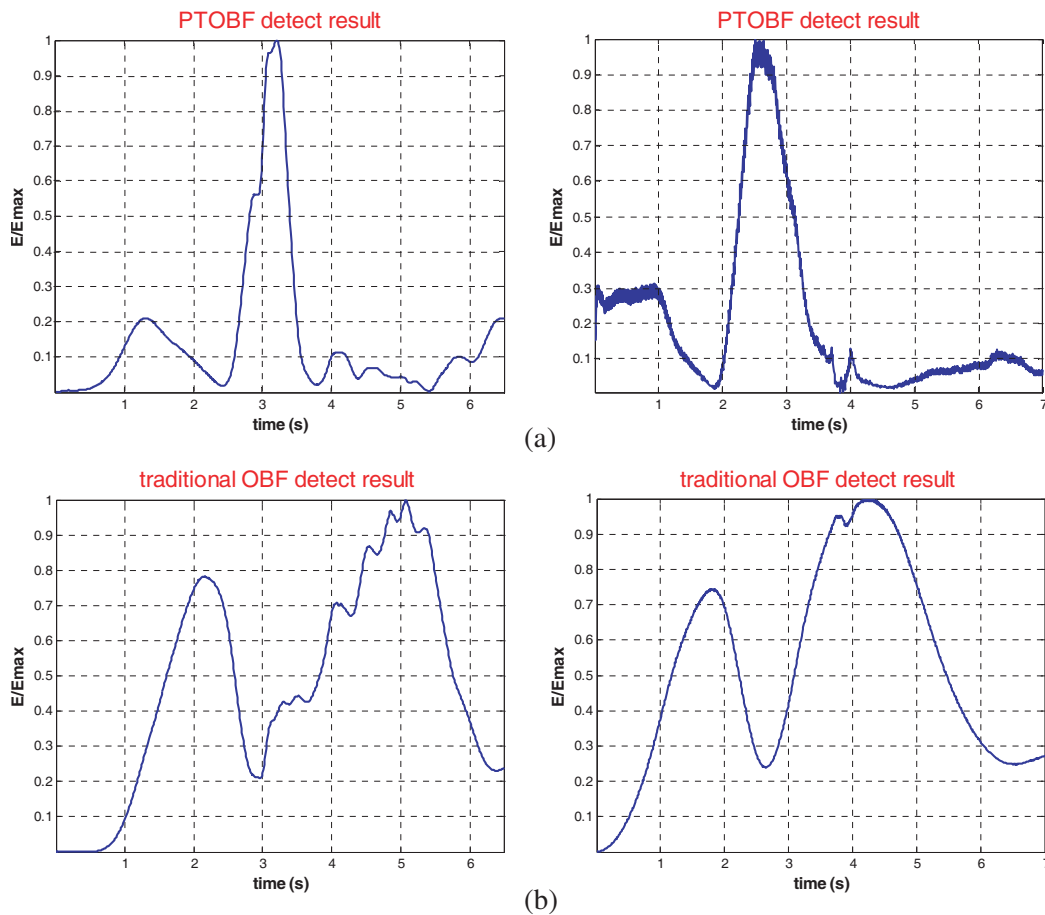 PTOBF detect result
1
0.9
0.8
0.7
0.6
0.5
0.4
0.3
0.2
0.1
E/Emax
1 2 3 4 5 6
time (s)
PTOBF detect result
1
0.9
0.8
0.7
0.6
0.5
0.4
0.3
0.2
0.1
E/Emax
1 2 3 4 5 6 7
time (s)
(a)
traditional OBF detect result
1
0.9
0.8
0.7
0.6
0.5
0.4
0.3
0.2
0.1
E/Emax
1 2 3 4 5 6
time (s)
traditional OBF detect result
1
0.9
0.8
0.7
0.6
0.5
0.4
0.3
0.2
0.1
E/Emax
1 2 3 4 5 6 7
time (s)
(b)